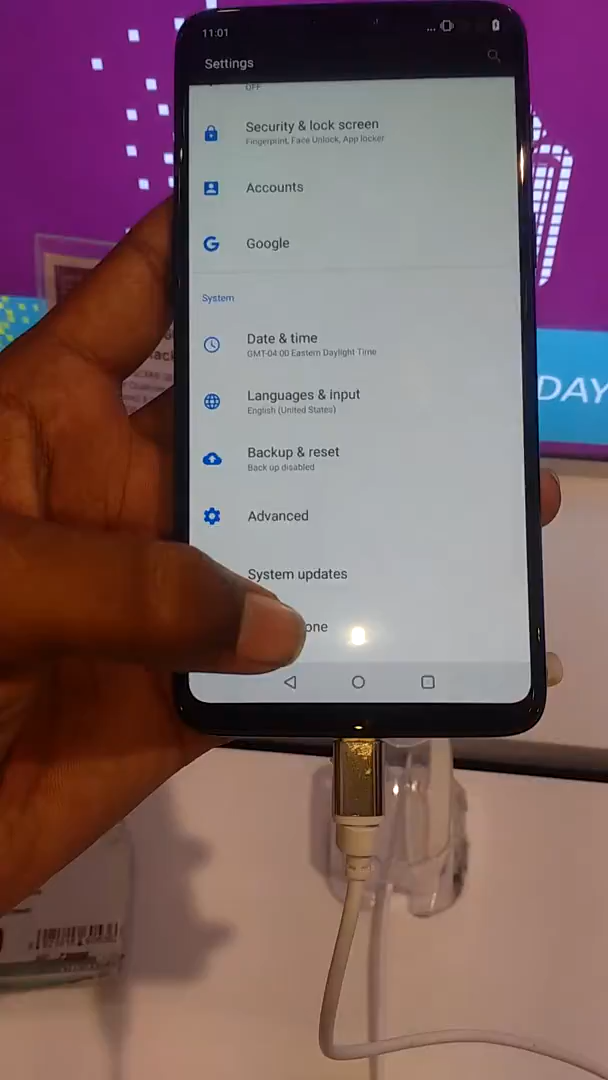 11:01
Settings
OFF
Security & lock screen
Fingerprint, Face Unlock, App locker
Accounts
G Google
System
Date & time
GMT-04:00 Eastern Daylight Time
Languages & input
English (United States)
Backup & reset
Back up disabled
Advanced
System updates
one
DAY